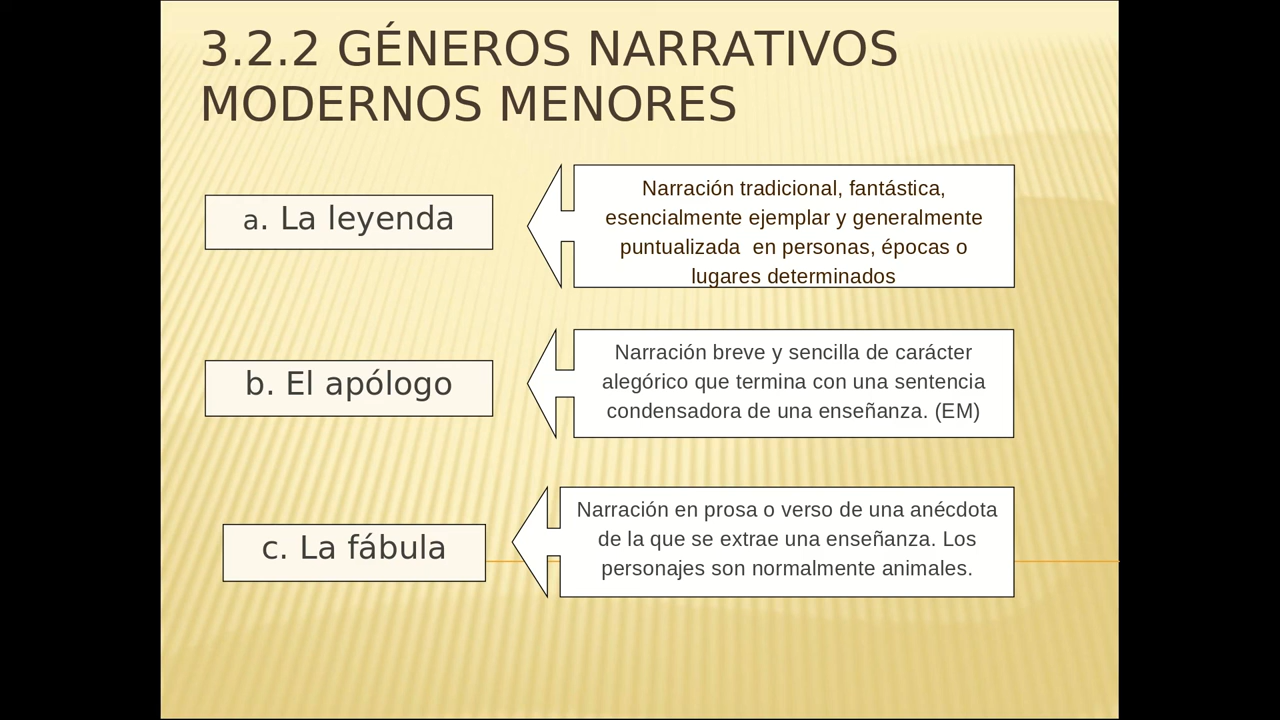 3.2.2 GÉNEROS NARRATIVOS
MODERNOS MENORES
a. La leyenda
Narración tradicional, fantástica,
esencialmente ejemplar y generalmente
puntualizada  en personas, épocas o
lugares determinados
b. El apólogo
Narración breve y sencilla de carácter
alegórico que termina con una sentencia
condensadora de una enseñanza. (EM)
c. La fábula
Narración en prosa o verso de una anécdota
de la que se extrae una enseñanza. Los
personajes son normalmente animales.